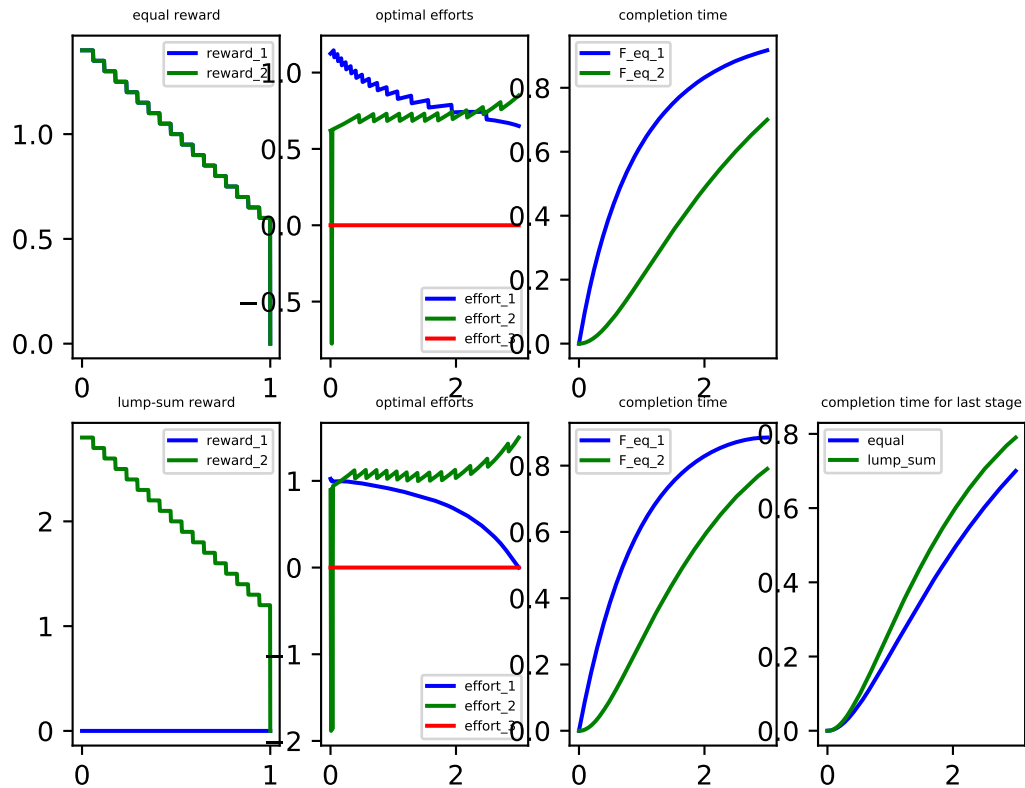 equal reward
optimal efforts
completion time
reward_1
reward_2
1.0
0.5
0.0
0
1
effort_1
effort_2
effort_3
1.0
0.5
0.0
−0.5
0
2
F_eq_1
F_eq_2
0.8
0.6
0.4
0.2
0.0
0
2
lump-sum reward
optimal efforts
completion time
completion time for last stage
reward_1
reward_2
2
1
0
0
1
effort_1
effort_2
effort_3
1
0
−1
−2
0
2
F_eq_1
F_eq_2
0.8
0.6
0.4
0.2
0.0
0
2
equal
lump_sum
0.8
0.6
0.4
0.2
0.0
0
2